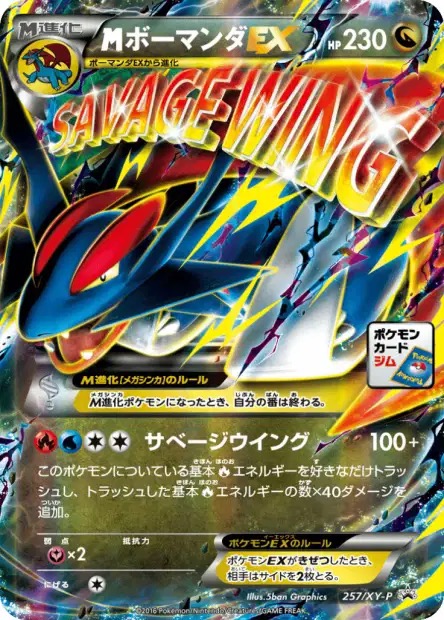 M進化
MボーマンダEX
HP230
ボーマンダEXから進化
SAVAGE WING
ポケモン
カード
ジム
M進化[メガシンカ]のルール
M進化ポケモンになったとき、自分の番は終わる。
サベージウイング 100+
このポケモンについている基本エネルギーを好きなだけトラッ
シュし、トラッシュした基本エネルギーの数×40ダメージを
追加。
弱点 抵抗力
×2
にげる
ポケモンEXのルール
ポケモンEXがきぜつしたとき、
相手はサイドを2枚とる。
Illus.5ban Graphics 257/XY-P
©2016 Pokémon/Nintendo/Creatures/GAME FREAK.